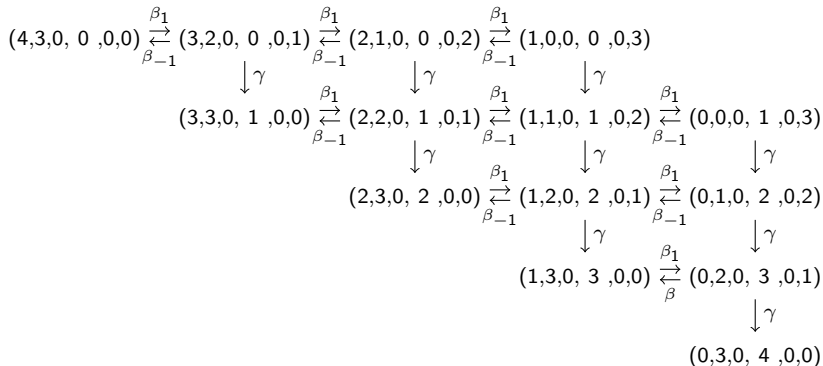 β₁ β₁ β₁
(4,3,0, 0 ,0,0) ⇄ (3,2,0, 0 ,0,1) ⇄ (2,1,0, 0 ,0,2) ⇄ (1,0,0, 0 ,0,3)
β₋₁ β₋₁ β₋₁
↓ γ ↓ γ ↓ γ
β₁ β₁ β₁
(3,3,0, 1 ,0,0) ⇄ (2,2,0, 1 ,0,1) ⇄ (1,1,0, 1 ,0,2) ⇄ (0,0,0, 1 ,0,3)
β₋₁ β₋₁ β₋₁
↓ γ ↓ γ ↓ γ
β₁ β₁
(2,3,0, 2 ,0,0) ⇄ (1,2,0, 2 ,0,1) ⇄ (0,1,0, 2 ,0,2)
β₋₁ β₋₁
↓ γ ↓ γ
β₁
(1,3,0, 3 ,0,0) ⇄ (0,2,0, 3 ,0,1)
β
↓ γ
(0,3,0, 4 ,0,0)